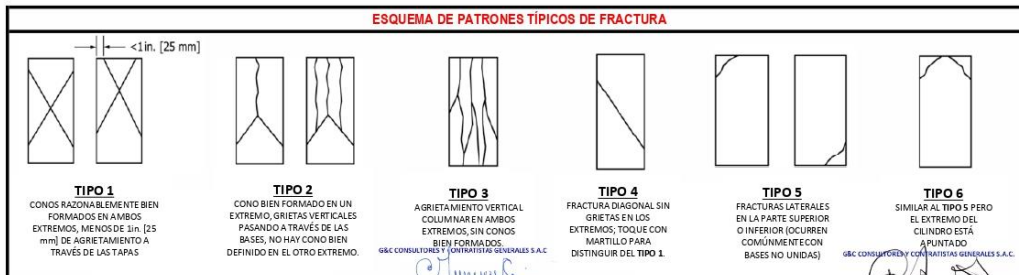 ESQUEMA DE PATRONES TÍPICOS DE FRACTURA
<1in. [25 mm]
TIPO 1
CONOS RAZONABLEMENTE BIEN
FORMADOS EN AMBOS
EXTREMOS, MENOS DE 1in. [25
mm] DE AGRIETAMIENTO A
TRAVÉS DE LAS TAPAS
TIPO 2
CONO BIEN FORMADO EN UN
EXTREMO, GRIETAS VERTICALES
PASANDO A TRAVÉS DE LAS
BASES, NO HAY CONO BIEN
DEFINIDO EN EL OTRO EXTREMO.
TIPO 3
AGRIETAMIENTO VERTICAL
COLUMNAR EN AMBOS
EXTREMOS, SIN CONOS
BIEN FORMADOS.
G&C CONSULTORES Y CONTRATISTAS GENERALES S.A.C
TIPO 4
FRACTURA DIAGONAL SIN
GRIETAS EN LOS
EXTREMOS; TOQUE CON
MARTILLO PARA
DISTINGUIR DEL TIPO 1.
TIPO 5
FRACTURAS LATERALES
EN LA PARTE SUPERIOR
O INFERIOR (OCURREN
COMÚNMENTE CON
BASES NO UNIDAS)
TIPO 6
SIMILAR AL TIPO 5 PERO
EL EXTREMO DEL
CILINDRO ESTÁ
APUNTADO
G&C CONSULTORES Y CONTRATISTAS GENERALES S.A.C.